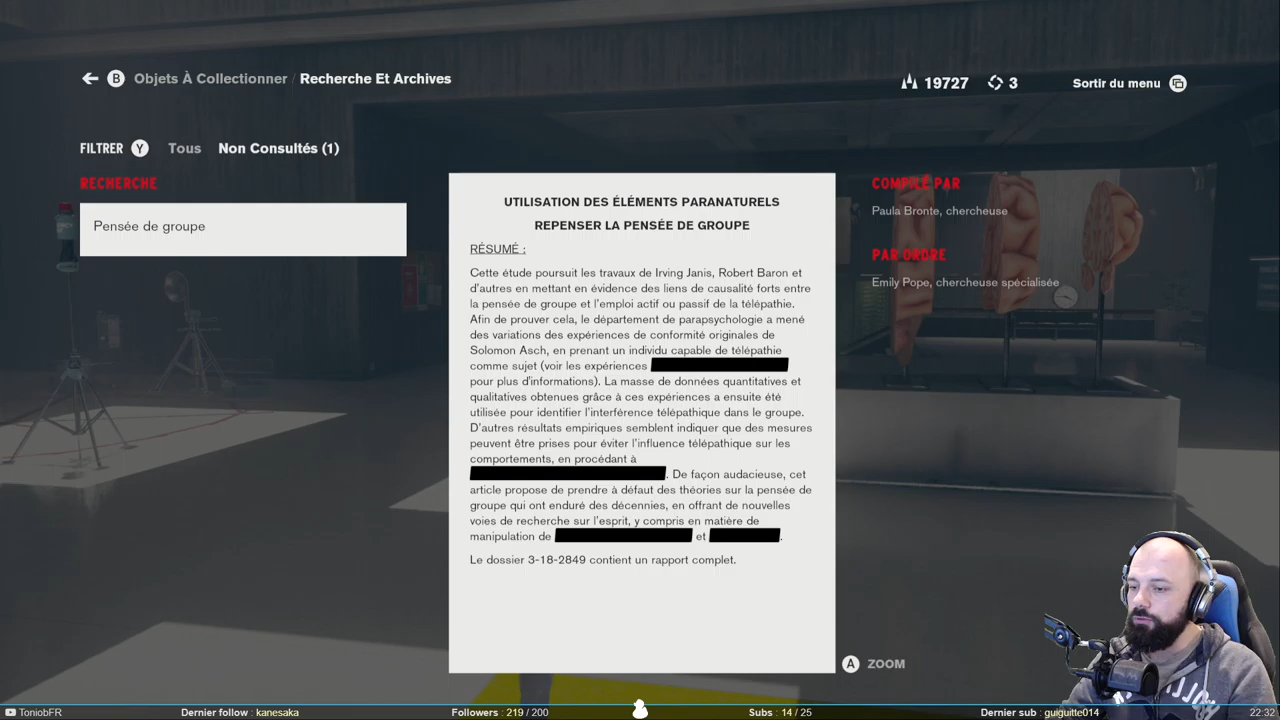 B Objets À Collectionner / Recherche Et Archives
19727 3 Sortir du menu
FILTRER Y Tous Non Consultés (1)
RECHERCHE
Pensée de groupe
UTILISATION DES ÉLÉMENTS PARANATURELS
REPENSER LA PENSÉE DE GROUPE
RÉSUMÉ :
Cette étude poursuit les travaux de Irving Janis, Robert Baron et
d'autres en mettant en évidence des liens de causalité forts entre
la pensée de groupe et l'emploi actif ou passif de la télépathie.
Afin de prouver cela, le département de parapsychologie a mené
des variations des expériences de conformité originales de
Solomon Asch, en prenant un individu capable de télépathie
comme sujet (voir les expériences
pour plus d'informations). La masse de données quantitatives et
qualitatives obtenues grâce à ces expériences a ensuite été
utilisée pour identifier l'interférence télépathique dans le groupe.
D'autres résultats empiriques semblent indiquer que des mesures
peuvent être prises pour éviter l'influence télépathique sur les
comportements, en procédant à
. De façon audacieuse, cet
article propose de prendre à défaut des théories sur la pensée de
groupe qui ont enduré des décennies, en offrant de nouvelles
voies de recherche sur l'esprit, y compris en matière de
manipulation de et .
Le dossier 3-18-2849 contient un rapport complet.
COMPILÉ PAR
Paula Bronte, chercheuse
PAR ORDRE
Emily Pope, chercheuse spécialisée
A ZOOM
ToniobFR Dernier follow : kanesaka Followers : 219 / 200 Subs : 14 / 25 Dernier sub : guiguitte014 22:32